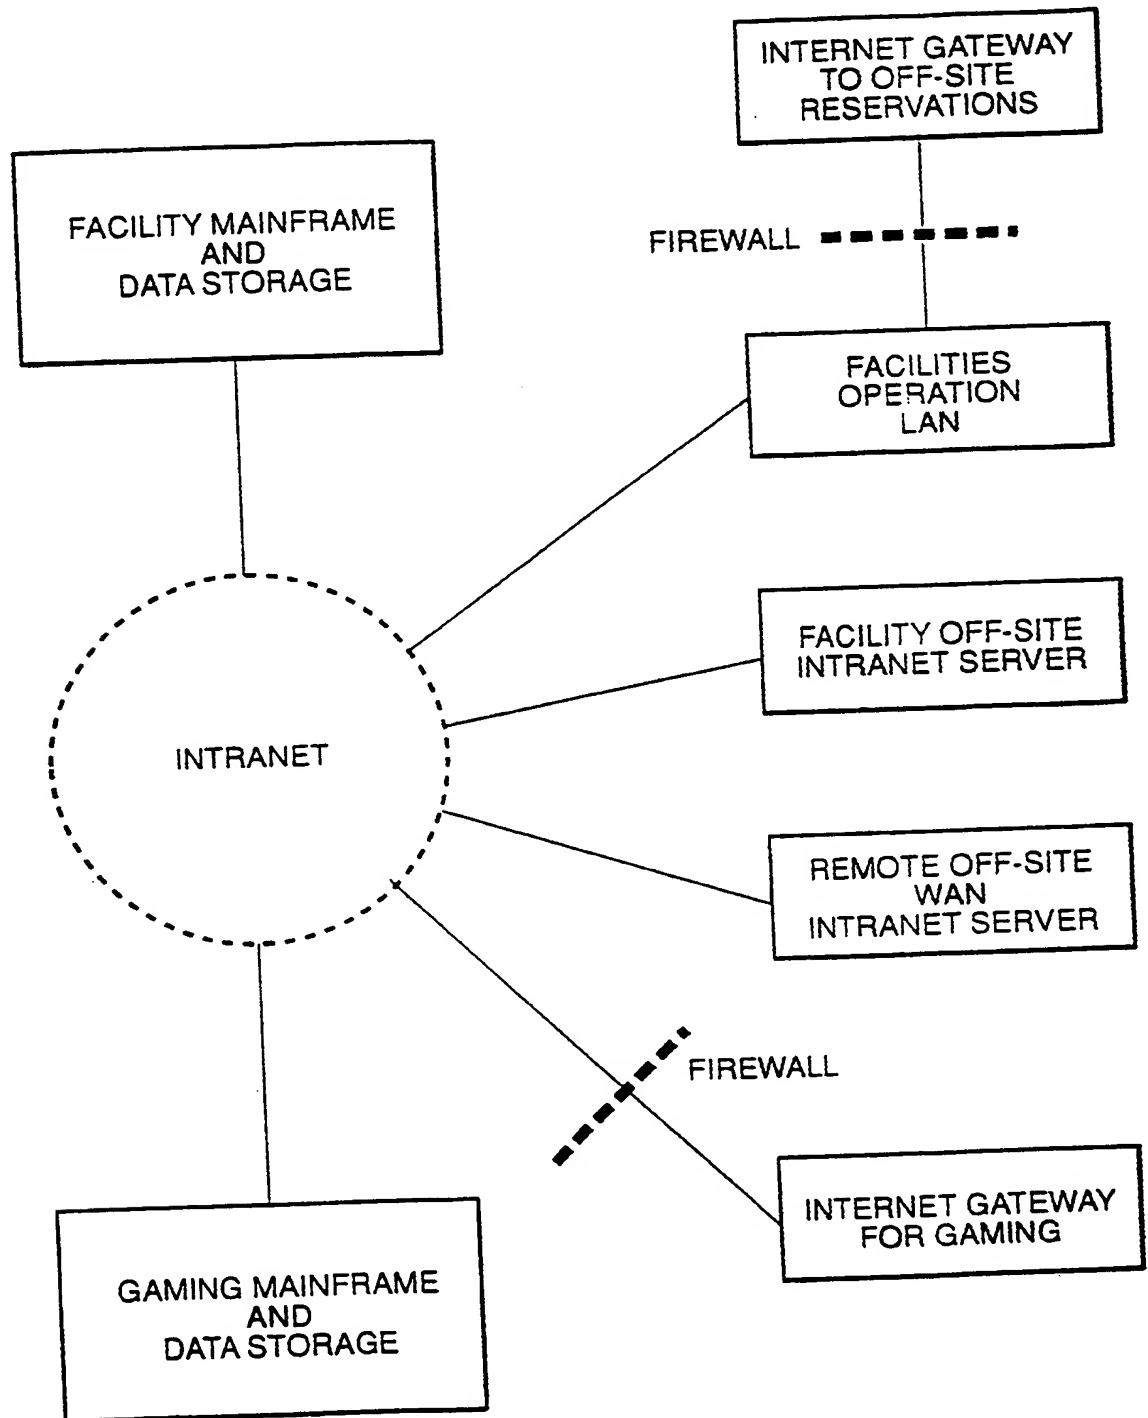 INTERNET GATEWAY
TO OFF-SITE
RESERVATIONS
FACILITY MAINFRAME
AND
DATA STORAGE
FIREWALL
FACILITIES
OPERATION
LAN
FACILITY OFF-SITE
INTRANET SERVER
INTRANET
REMOTE OFF-SITE
WAN
INTRANET SERVER
FIREWALL
INTERNET GATEWAY
FOR GAMING
GAMING MAINFRAME
AND
DATA STORAGE